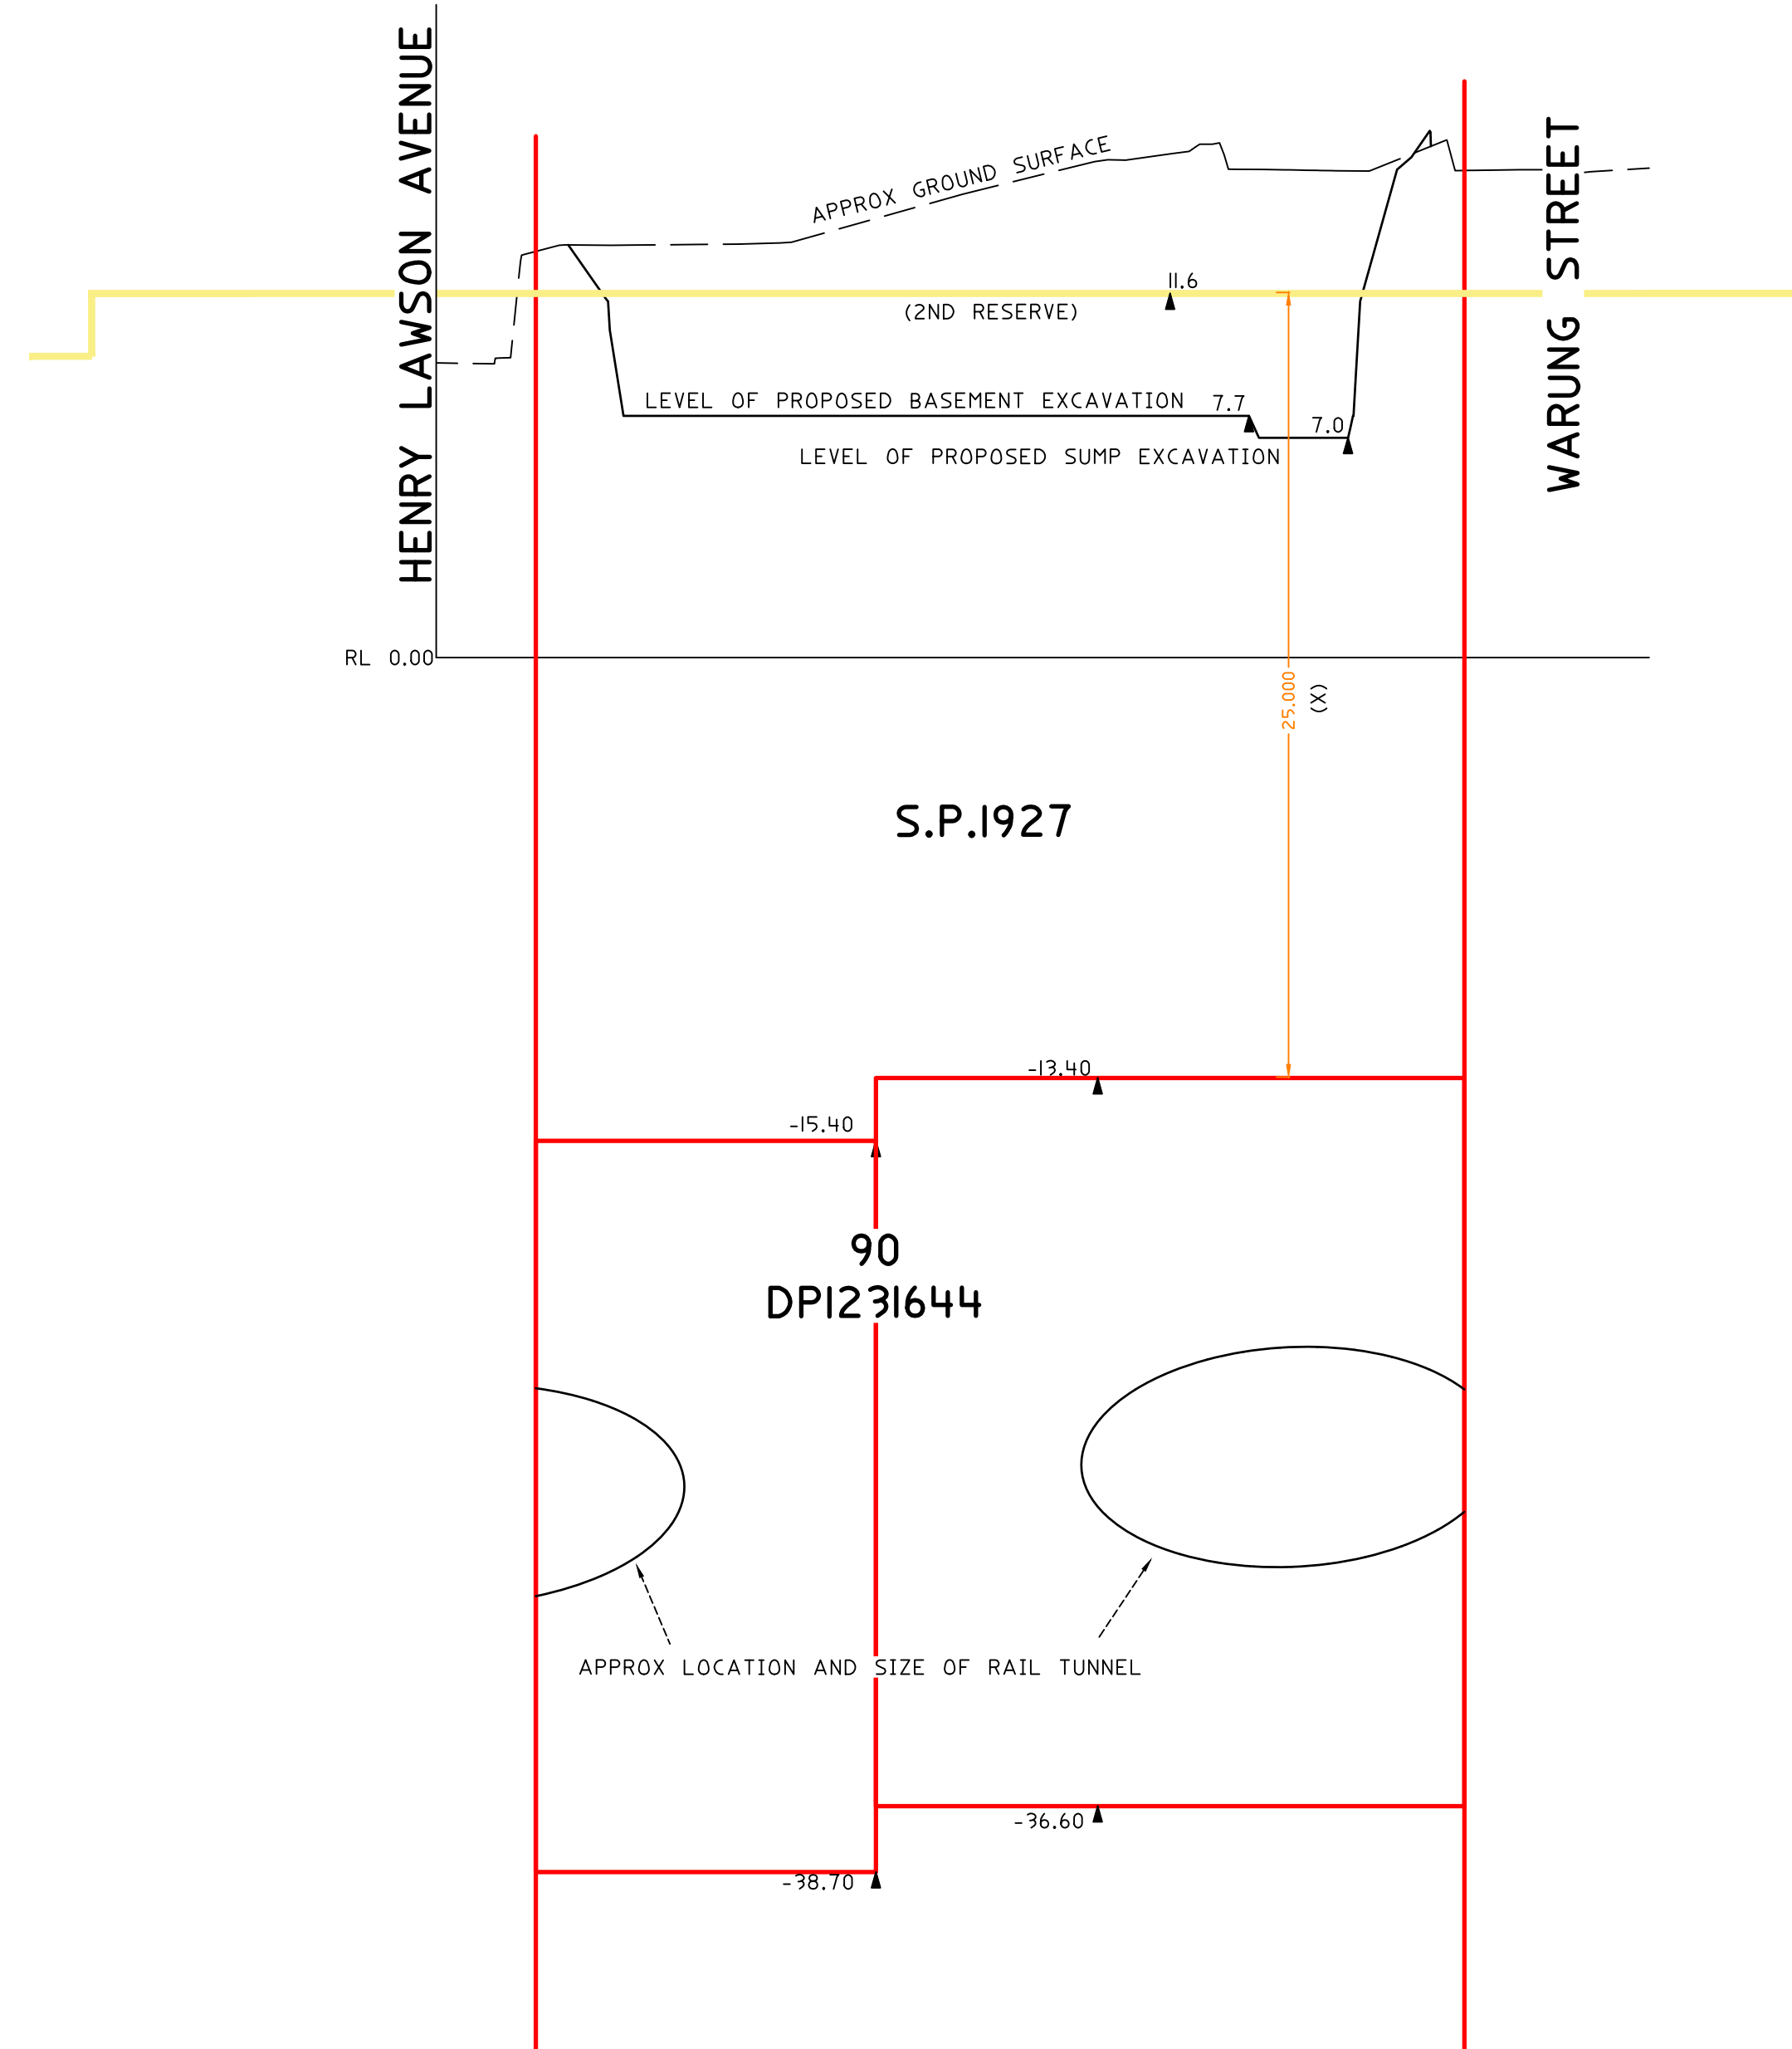 HENRY LAWSON AVENUE
WARUNG STREET
APPROX GROUND SURFACE
11.6
(2ND RESERVE)
LEVEL OF PROPOSED BASEMENT EXCAVATION
7.7
7.0
LEVEL OF PROPOSED SUMP EXCAVATION
RL 0.00
25.000
(X)
S.P.1927
-13.40
-15.40
90
DP1231644
APPROX LOCATION AND SIZE OF RAIL TUNNEL
-36.60
-38.70